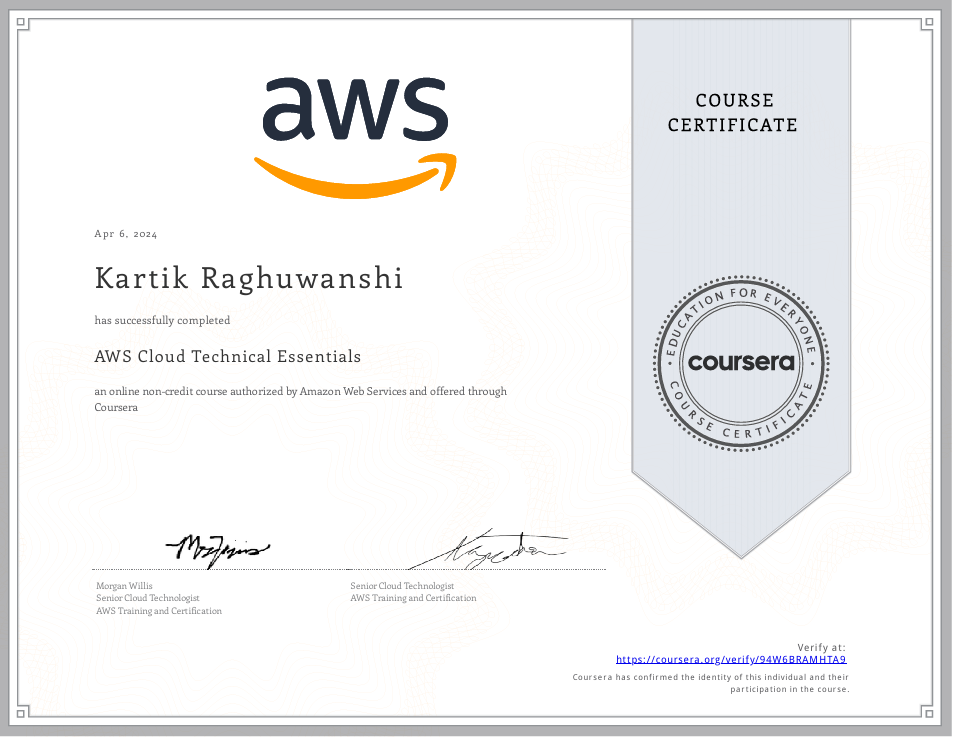 aws
COURSE
CERTIFICATE
Apr 6, 2024
Kartik Raghuwanshi
has successfully completed
AWS Cloud Technical Essentials
an online non-credit course authorized by Amazon Web Services and offered through
Coursera
EDUCATION FOR EVERYONE
coursera
COURSE CERTIFICATE
Morgan Willis
Senior Cloud Technologist
AWS Training and Certification
Senior Cloud Technologist
AWS Training and Certification
Verify at:
https://coursera.org/verify/94W6BRAMHTA9
Coursera has confirmed the identity of this individual and their
participation in the course.